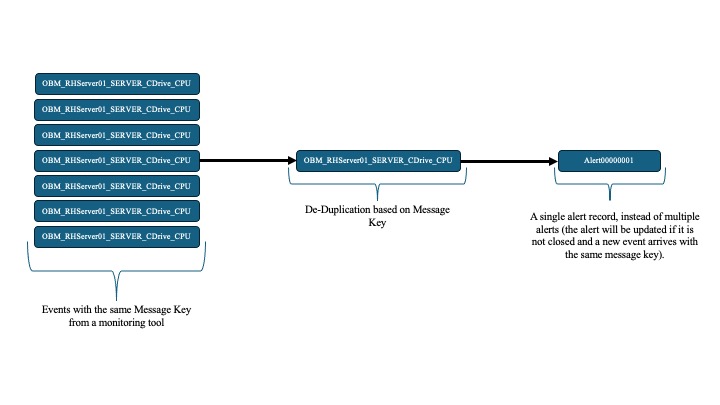 OBM_RHServer01_SERVER_CDrive_CPU
OBM_RHServer01_SERVER_CDrive_CPU
OBM_RHServer01_SERVER_CDrive_CPU
OBM_RHServer01_SERVER_CDrive_CPU
OBM_RHServer01_SERVER_CDrive_CPU
OBM_RHServer01_SERVER_CDrive_CPU
OBM_RHServer01_SERVER_CDrive_CPU
Events with the same Message Key
from a monitoring tool
OBM_RHServer01_SERVER_CDrive_CPU
De-Duplication based on Message
Key
Alert00000001
A single alert record, instead of multiple
alerts (the alert will be updated if it is
not closed and a new event arrives with
the same message key).